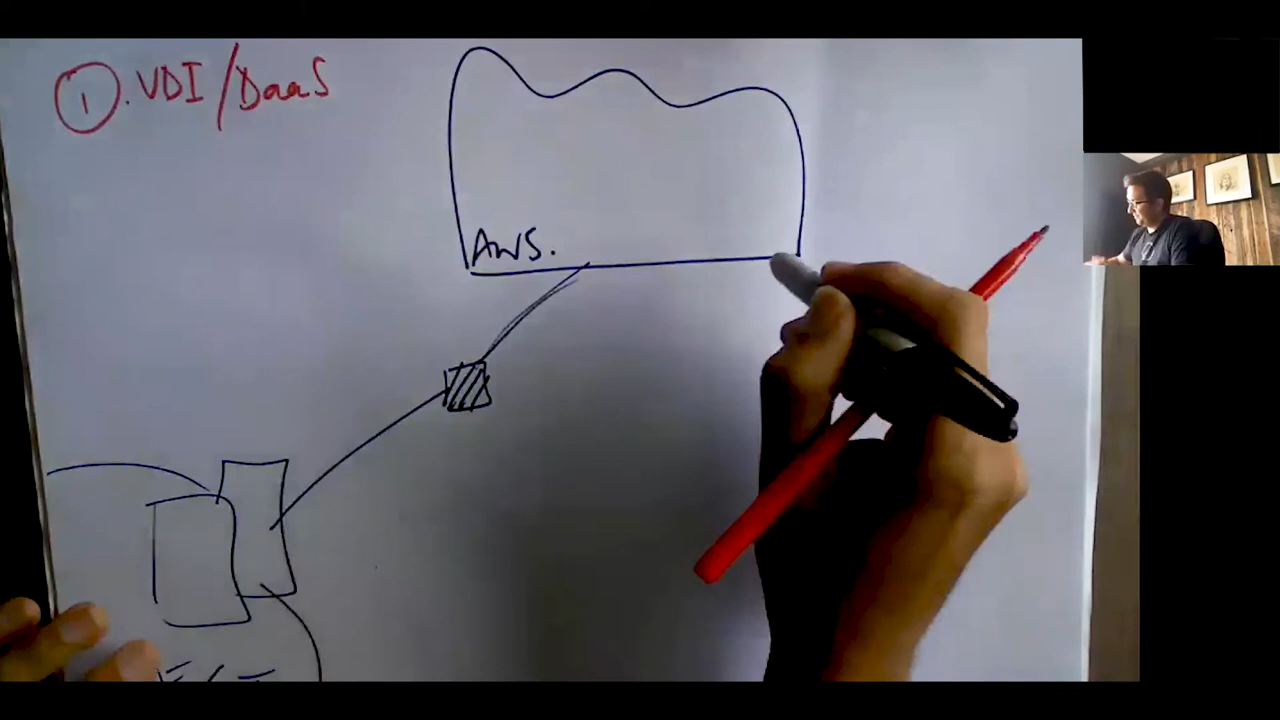 ① . VDI / DaaS
AWS.